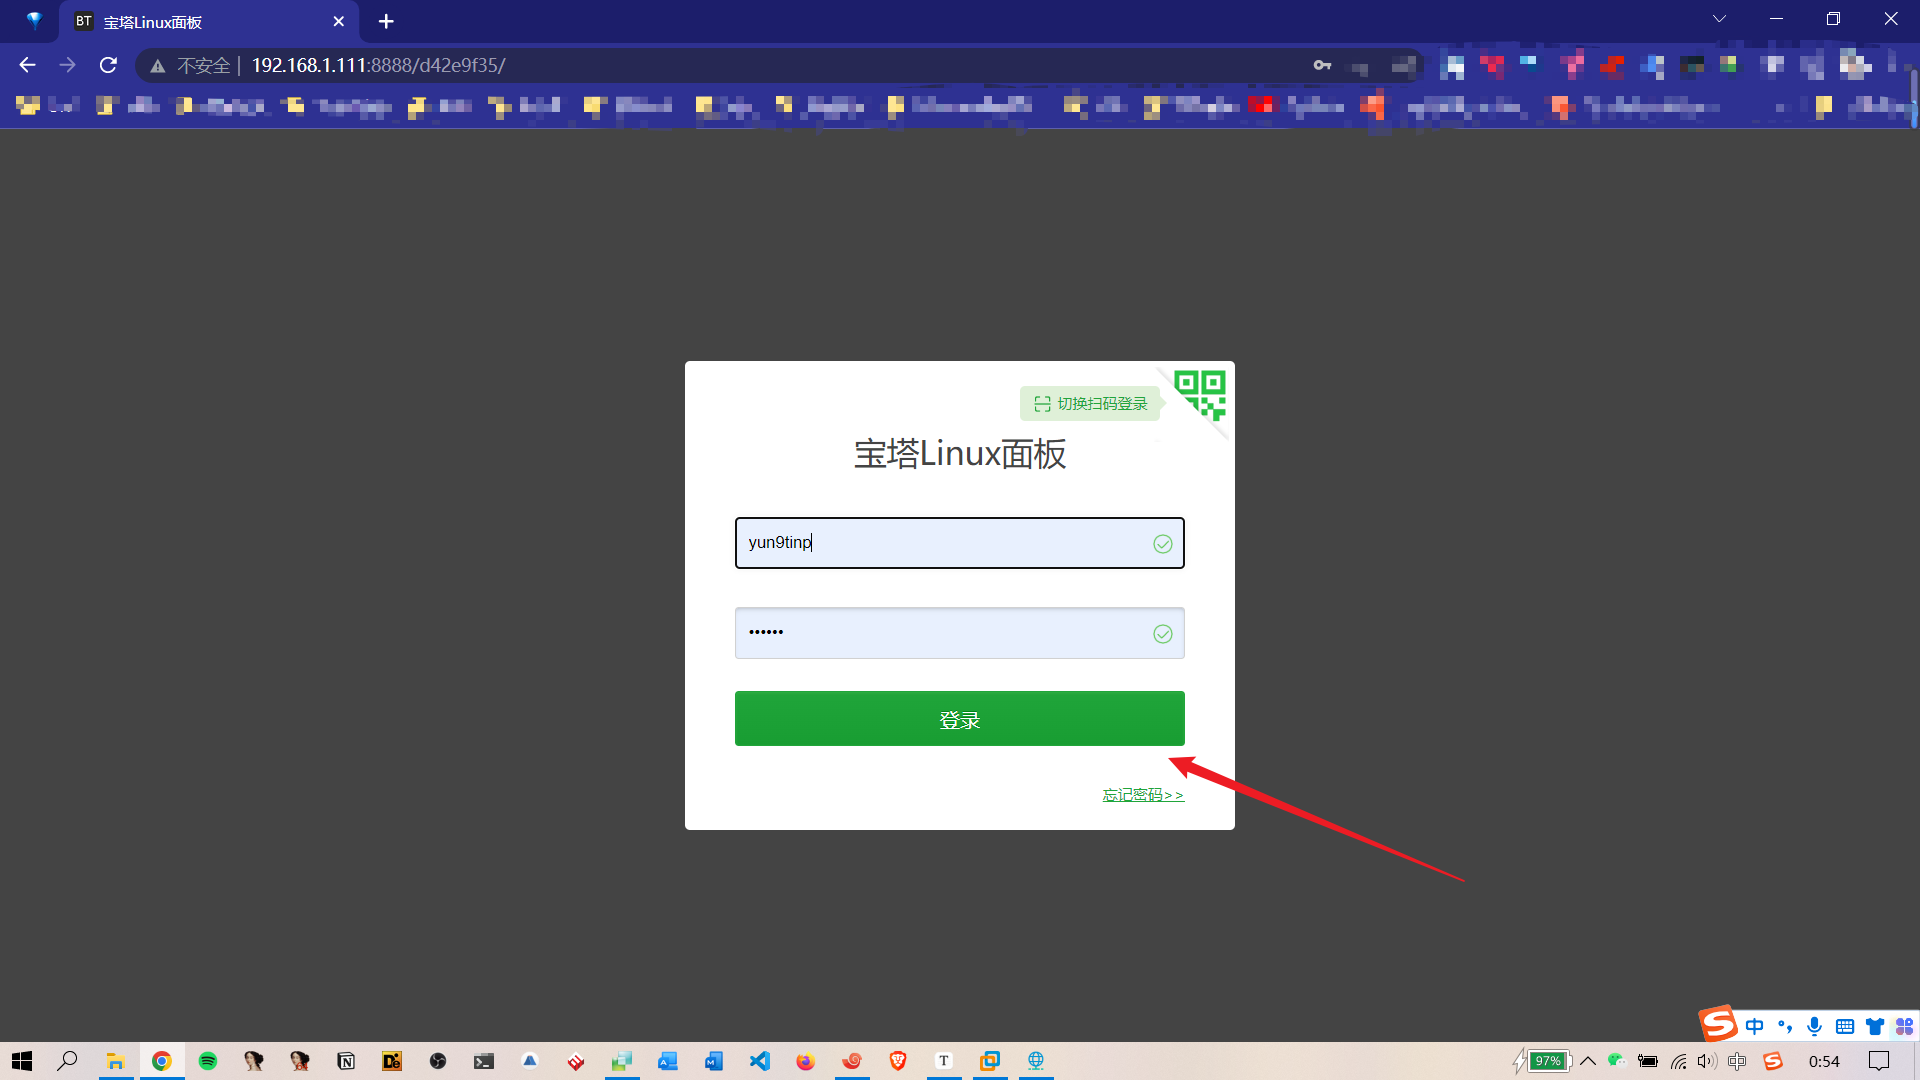 BT 宝塔Linux面板
不安全 | 192.168.1.111:8888/d42e9f35/
切换扫码登录
宝塔Linux面板
yun9tinp
••••••
登录
忘记密码>>
中
De
T
97%
中
0:54